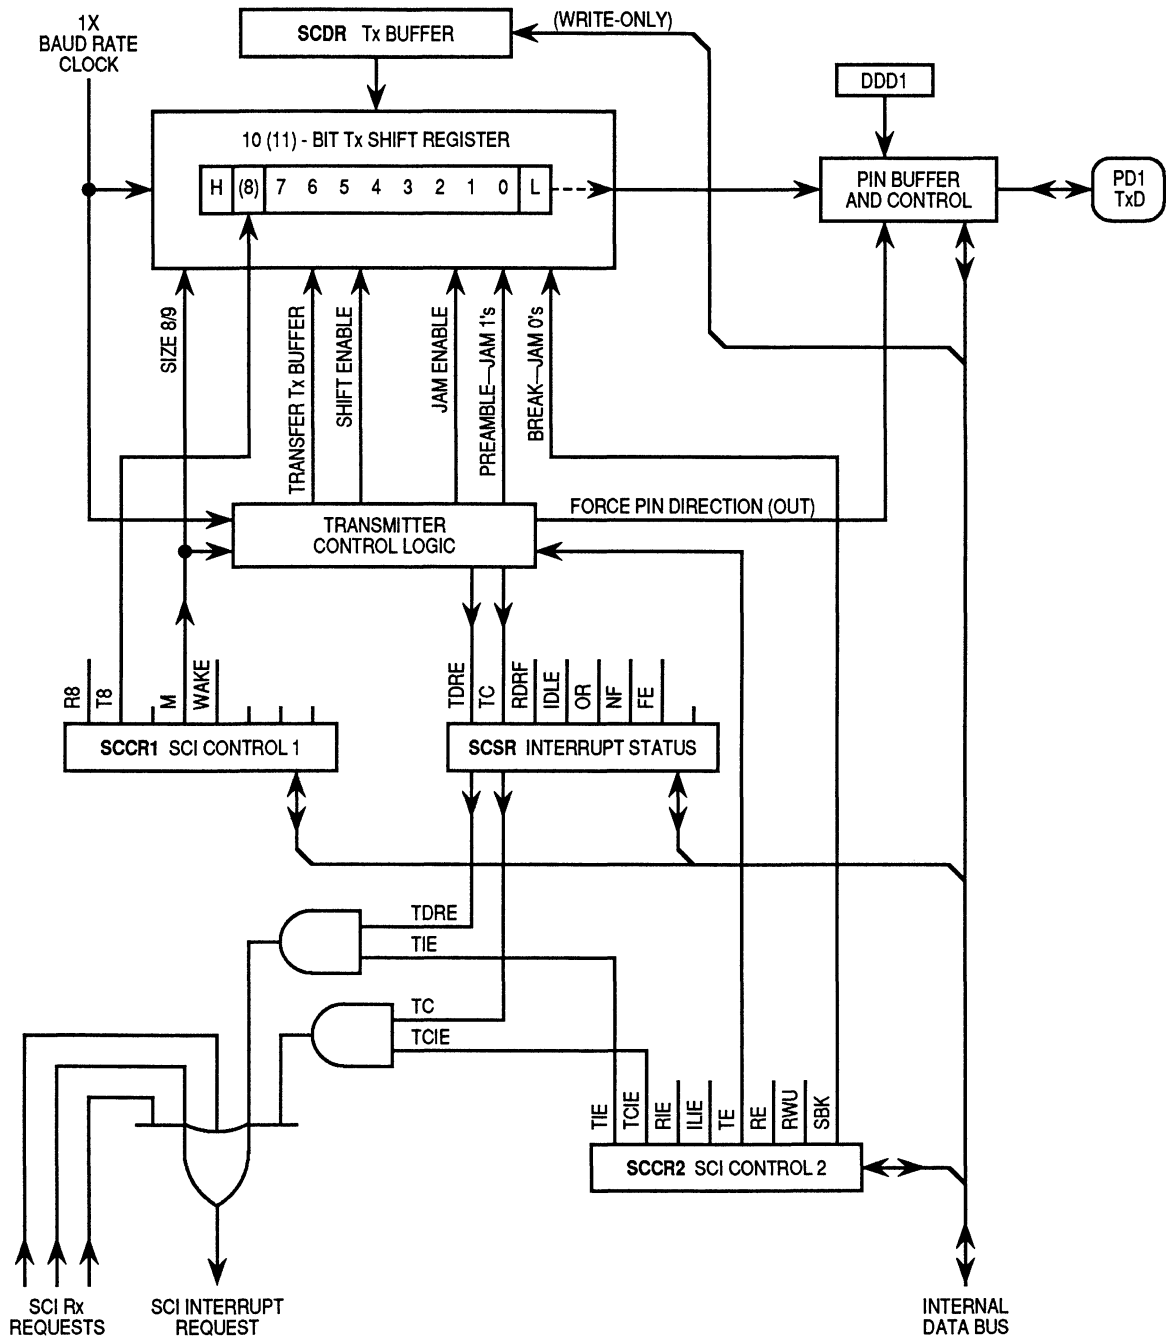 1X
BAUD RATE
CLOCK
SCDR Tx BUFFER
(WRITE-ONLY)
DDD1
10 (11) - BIT Tx SHIFT REGISTER
H (8) 7 6 5 4 3 2 1 0 L
PIN BUFFER
AND CONTROL
PD1
TxD
SIZE 8/9
TRANSFER Tx BUFFER
SHIFT ENABLE
JAM ENABLE
PREAMBLE—JAM 1's
BREAK—JAM 0's
TRANSMITTER
CONTROL LOGIC
FORCE PIN DIRECTION (OUT)
R8
T8
M
WAKE
SCCR1 SCI CONTROL 1
TDRE
TC
RDRF
IDLE
OR
NF
FE
SCSR INTERRUPT STATUS
TDRE
TIE
TC
TCIE
TIE
TCIE
RIE
ILIE
TE
RE
RWU
SBK
SCCR2 SCI CONTROL 2
SCI Rx
REQUESTS
SCI INTERRUPT
REQUEST
INTERNAL
DATA BUS